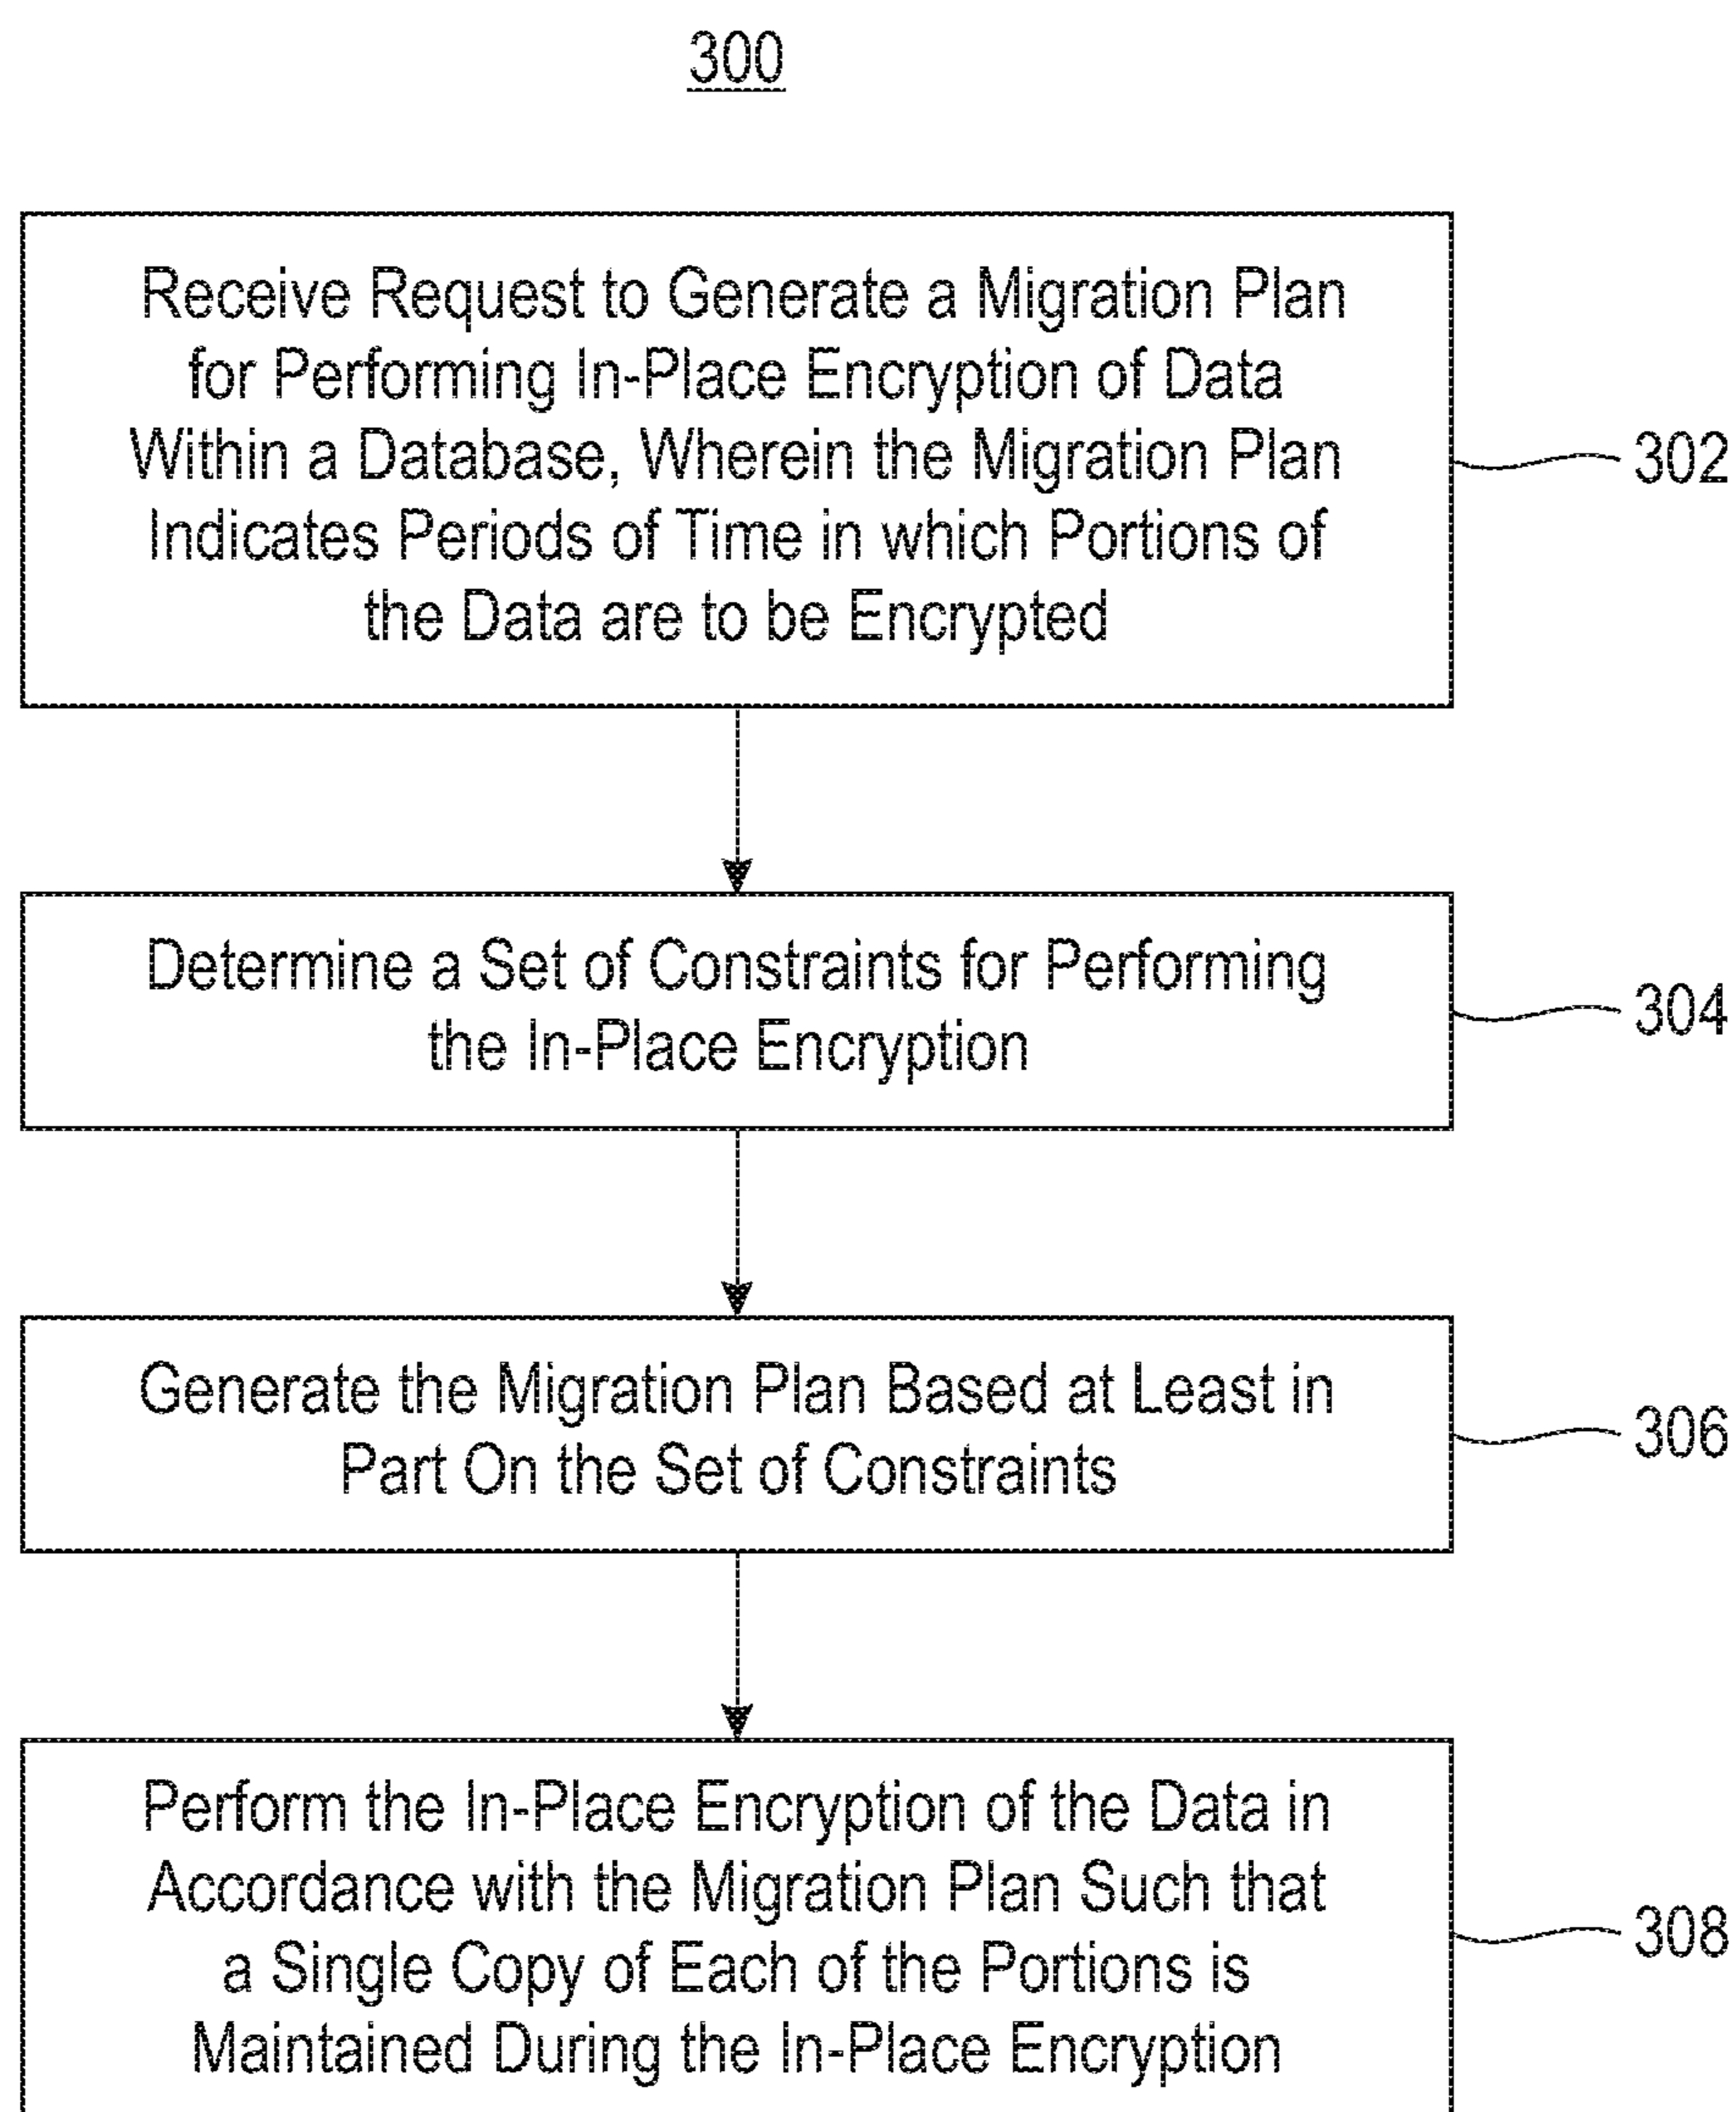 300
Receive Request to Generate a Migration Plan
for Performing In-Place Encryption of Data
Within a Database, Wherein the Migration Plan
Indicates Periods of Time in which Portions of
the Data are to be Encrypted
302
Determine a Set of Constraints for Performing
the In-Place Encryption
304
Generate the Migration Plan Based at Least in
Part On the Set of Constraints
306
Perform the In-Place Encryption of the Data in
Accordance with the Migration Plan Such that
a Single Copy of Each of the Portions is
Maintained During the In-Place Encryption
308